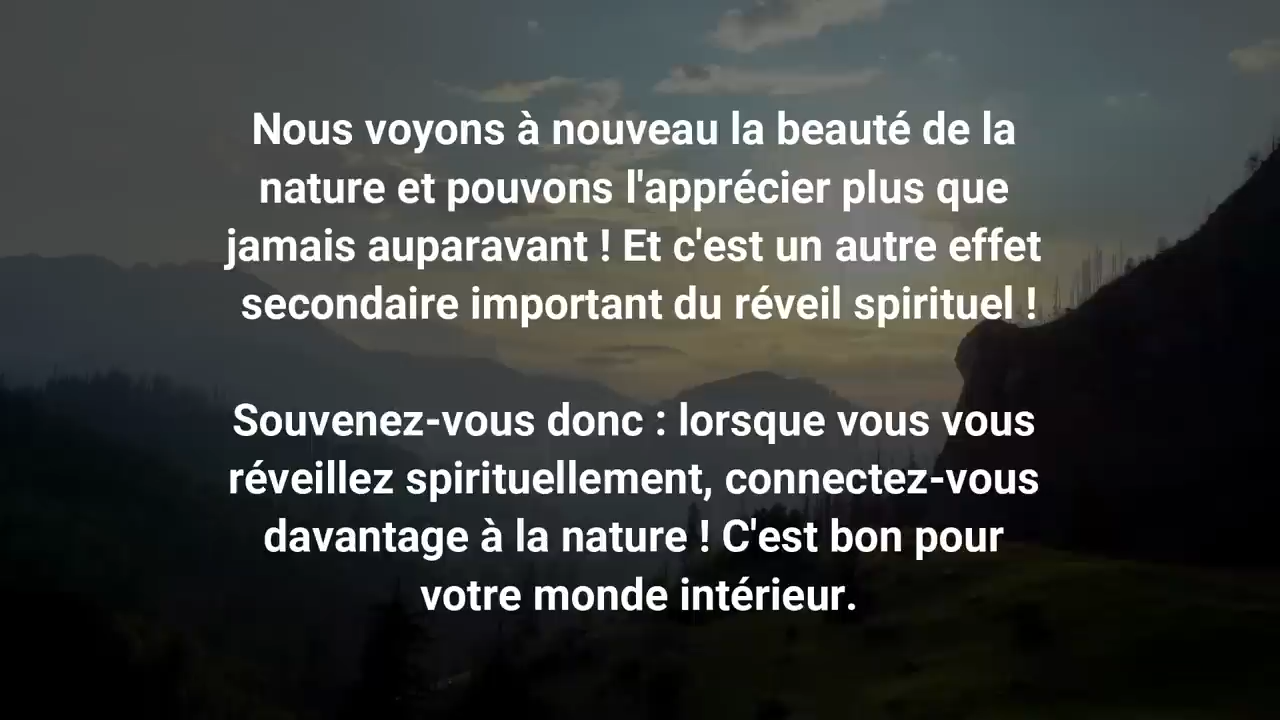 Nous voyons à nouveau la beauté de la
nature et pouvons l'apprécier plus que
jamais auparavant ! Et c'est un autre effet
secondaire important du réveil spirituel !
Souvenez-vous donc : lorsque vous vous
réveillez spirituellement, connectez-vous
davantage à la nature ! C'est bon pour
votre monde intérieur.